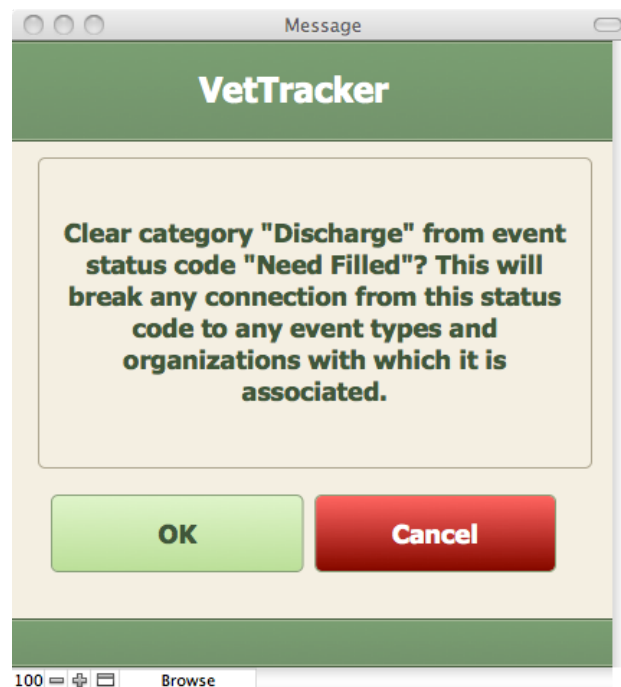 Message
VetTracker
Clear category "Discharge" from event
status code "Need Filled"? This will
break any connection from this status
code to any event types and
organizations with which it is
associated.
OK Cancel
100 Browse